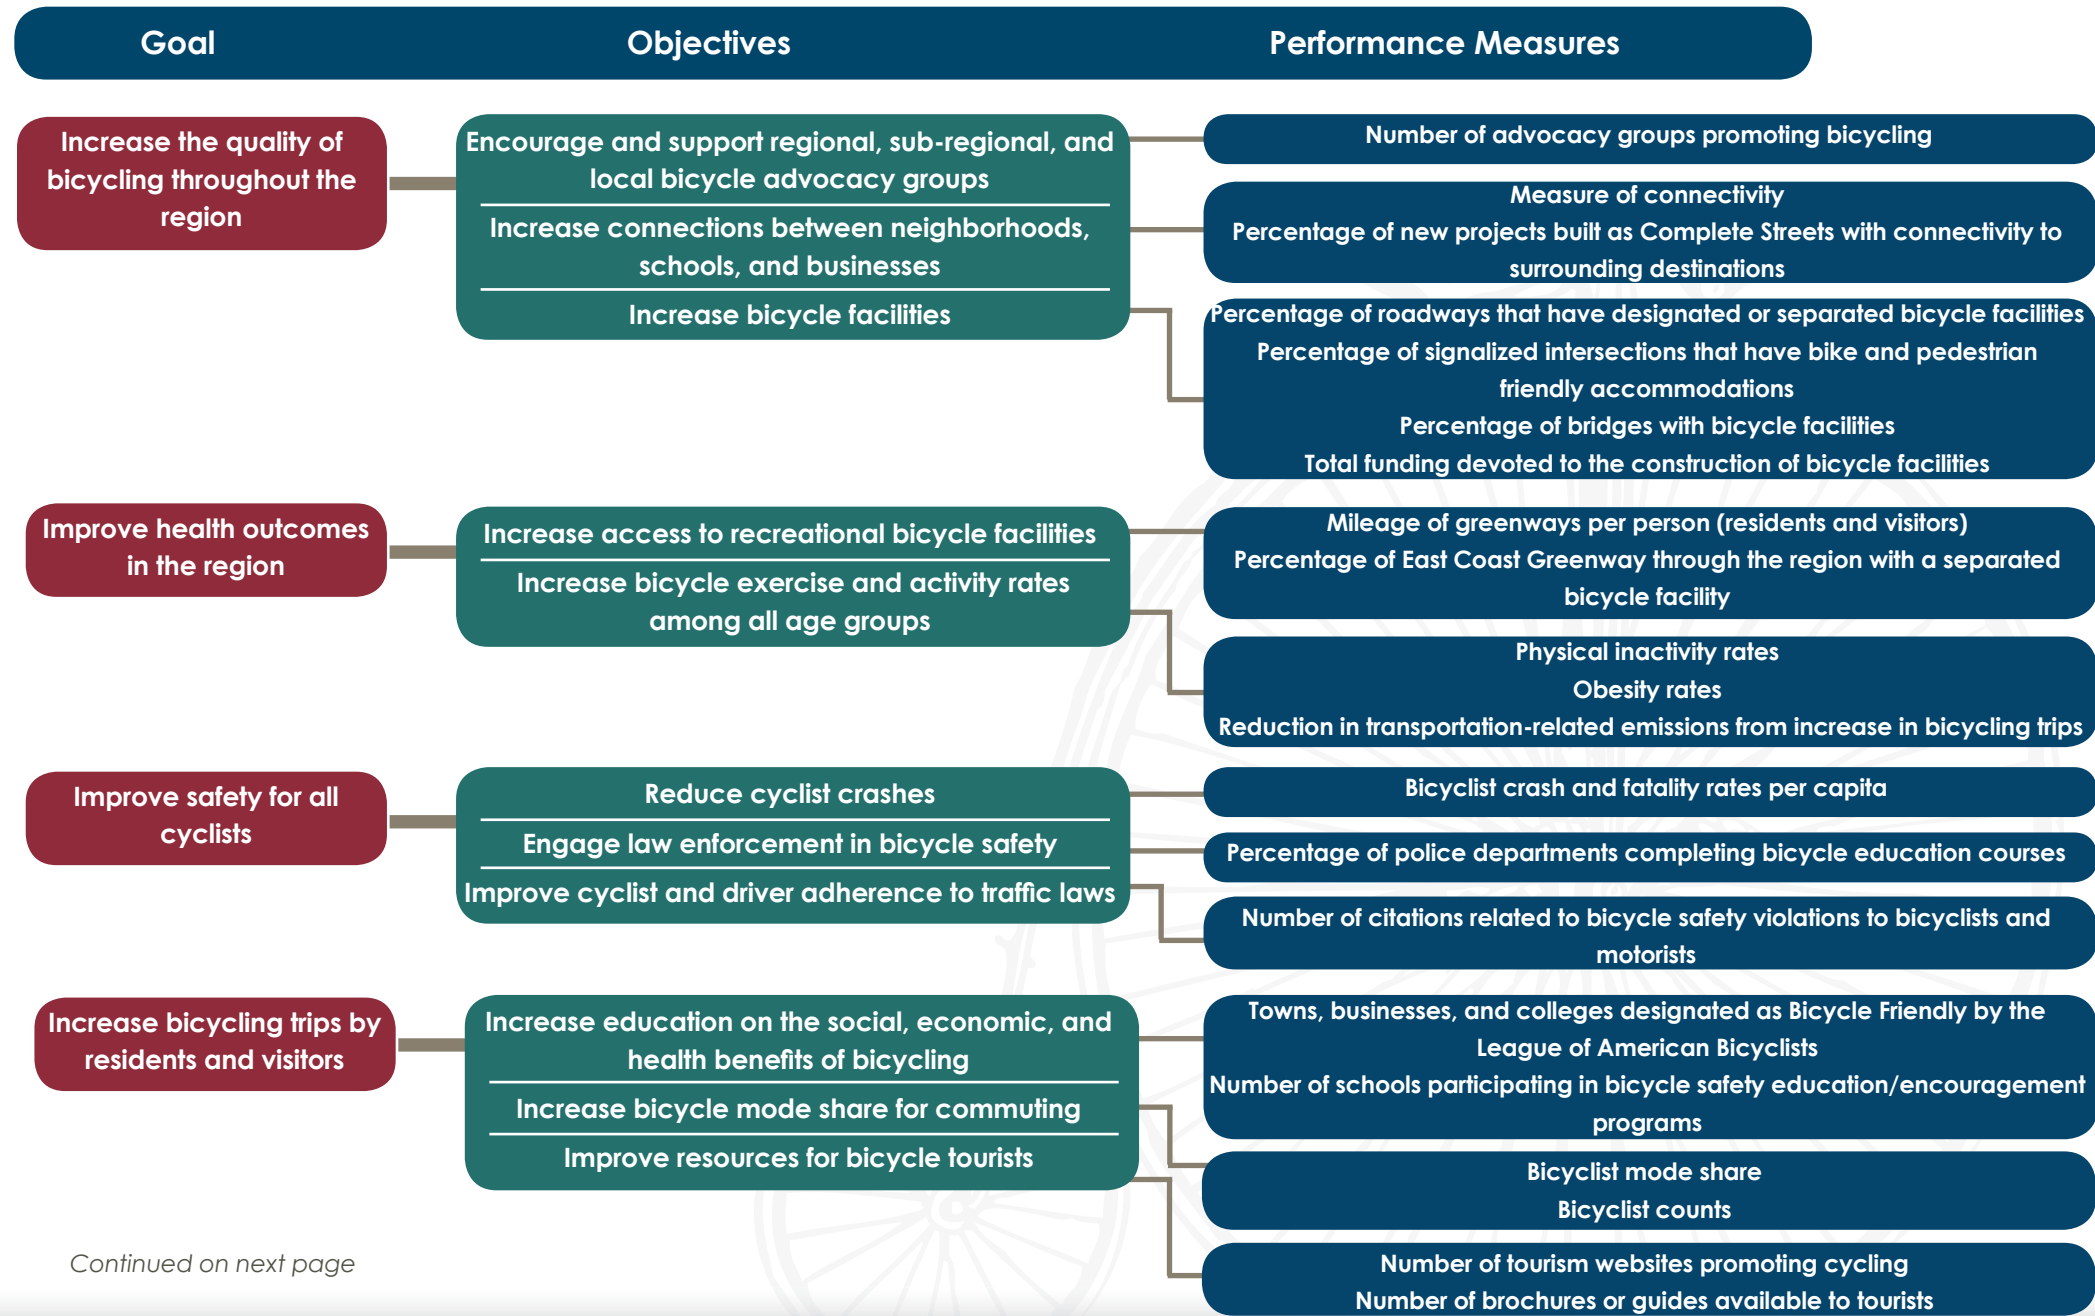 Goal
Objectives
Performance Measures
Increase the quality of
bicycling throughout the
region
Encourage and support regional, sub-regional, and
local bicycle advocacy groups
Increase connections between neighborhoods,
schools, and businesses
Increase bicycle facilities
Number of advocacy groups promoting bicycling
Measure of connectivity
Percentage of new projects built as Complete Streets with connectivity to
surrounding destinations
Percentage of roadways that have designated or separated bicycle facilities
Percentage of signalized intersections that have bike and pedestrian
friendly accommodations
Percentage of bridges with bicycle facilities
Total funding devoted to the construction of bicycle facilities
Improve health outcomes
in the region
Increase access to recreational bicycle facilities
Increase bicycle exercise and activity rates
among all age groups
Mileage of greenways per person (residents and visitors)
Percentage of East Coast Greenway through the region with a separated
bicycle facility
Physical inactivity rates
Obesity rates
Reduction in transportation-related emissions from increase in bicycling trips
Improve safety for all
cyclists
Reduce cyclist crashes
Engage law enforcement in bicycle safety
Improve cyclist and driver adherence to traffic laws
Bicyclist crash and fatality rates per capita
Percentage of police departments completing bicycle education courses
Number of citations related to bicycle safety violations to bicyclists and
motorists
Increase bicycling trips by
residents and visitors
Increase education on the social, economic, and
health benefits of bicycling
Increase bicycle mode share for commuting
Improve resources for bicycle tourists
Towns, businesses, and colleges designated as Bicycle Friendly by the
League of American Bicyclists
Number of schools participating in bicycle safety education/encouragement
programs
Bicyclist mode share
Bicyclist counts
Number of tourism websites promoting cycling
Number of brochures or guides available to tourists
Continued on next page